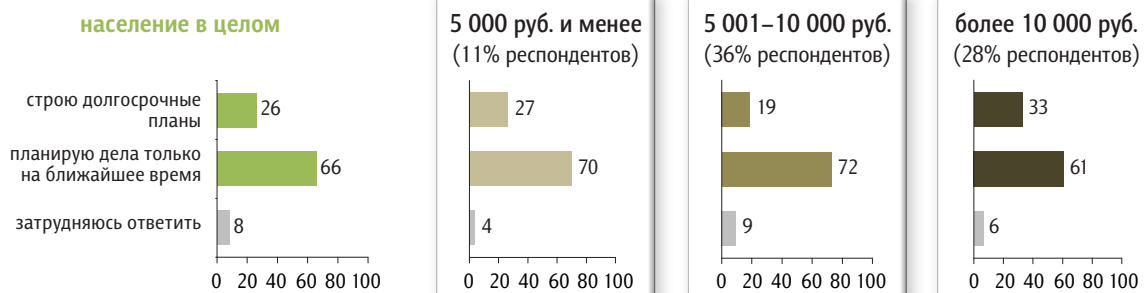 население в целом
строю долгосрочные
планы
26
планирую дела только
на ближайшее время
66
затрудняюсь ответить
8
0 20 40 60 80 100
5 000 руб. и менее
(11% респондентов)
27
70
4
0 20 40 60 80 100
5 001–10 000 руб.
(36% респондентов)
19
72
9
0 20 40 60 80 100
более 10 000 руб.
(28% респондентов)
33
61
6
0 20 40 60 80 100